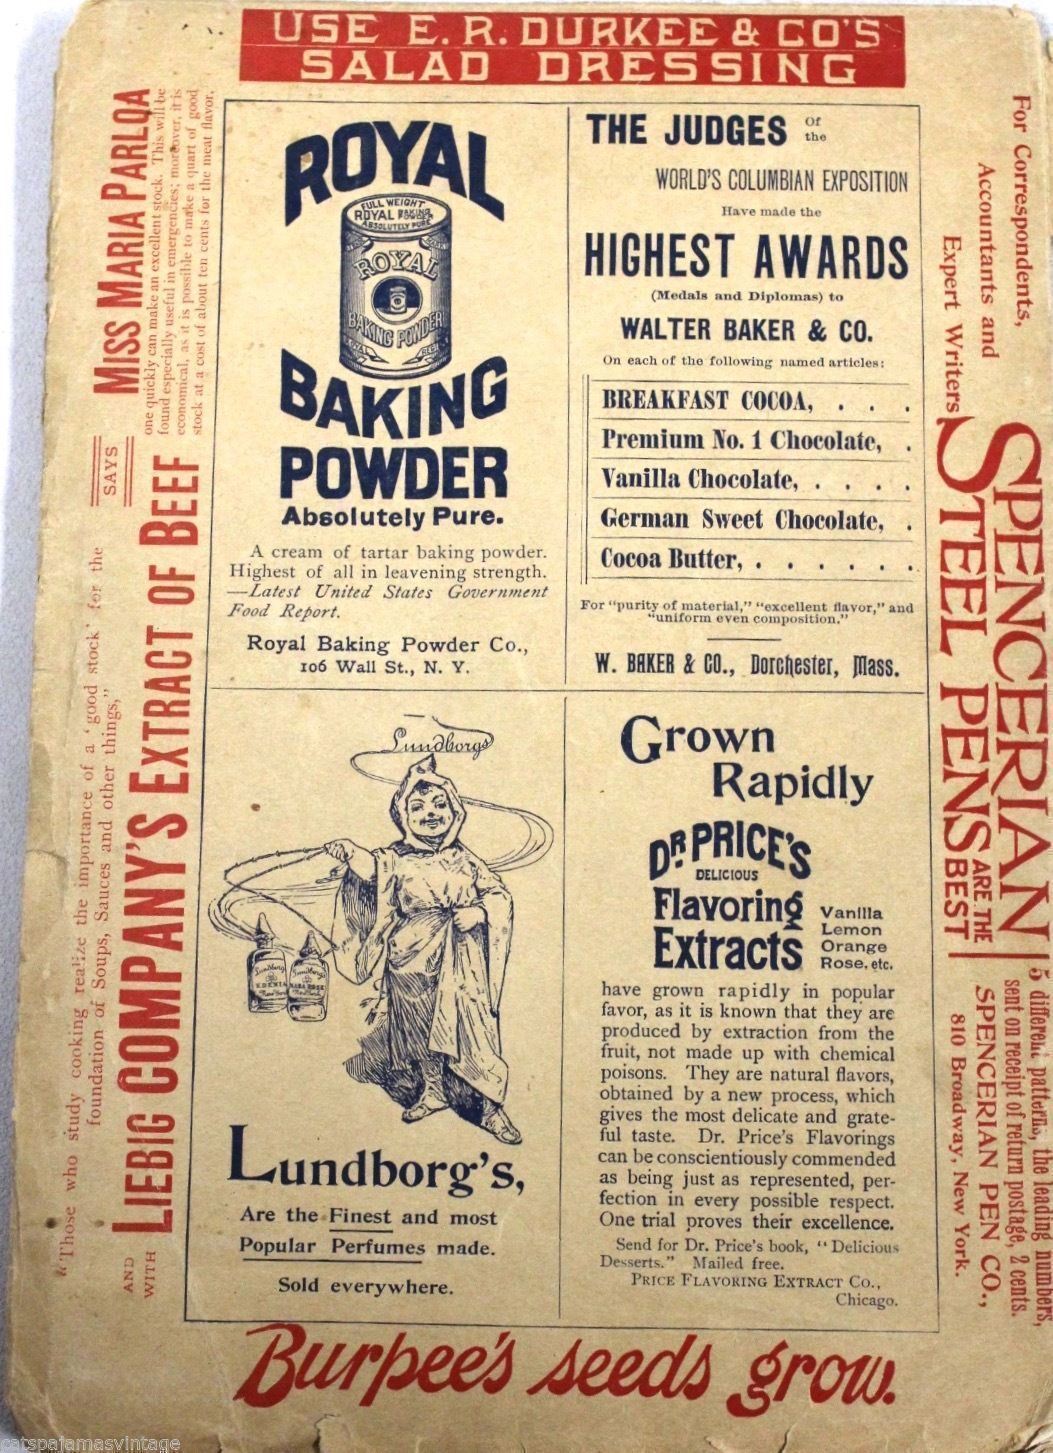 USE E. R. DURKEE & CO'S
SALAD DRESSING
"Those who study cooking realize the importance of a 'good stock' for the
foundation of Soups, Sauces and other things,"
SAYS
MISS MARIA PARLOA
AND
WITH
LIEBIG COMPANY'S EXTRACT OF BEEF
one quickly can make an excellent stock. This will be
found especially useful in emergencies; moreover, it is
economical, as it is possible to make a quart of good
stock at a cost of about ten cents for the meat flavor.
ROYAL
FULL WEIGHT
ROYAL BAKING POWDER
ABSOLUTELY PURE
ROYAL
BAKING POWDER
BAKING
POWDER
Absolutely Pure.
A cream of tartar baking powder.
Highest of all in leavening strength.
—Latest United States Government
Food Report.
Royal Baking Powder Co.,
106 Wall St., N. Y.
THE JUDGES Of
the
WORLD'S COLUMBIAN EXPOSITION
Have made the
HIGHEST AWARDS
(Medals and Diplomas) to
WALTER BAKER & CO.
On each of the following named articles:
BREAKFAST COCOA, . . .
Premium No. 1 Chocolate, .
Vanilla Chocolate, . . . .
German Sweet Chocolate, .
Cocoa Butter, . . . . . .
For "purity of material," "excellent flavor," and
"uniform even composition."
W. BAKER & CO., Dorchester, Mass.
Lundborgs
Lundborg
EDENIA
New York
Lundborg
New York
Lundborg's,
Are the Finest and most
Popular Perfumes made.
Sold everywhere.
Grown
Rapidly
DR PRICE'S
DELICIOUS
Flavoring
Extracts
Vanilla
Lemon
Orange
Rose, etc.
have grown rapidly in popular
favor, as it is known that they are
produced by extraction from the
fruit, not made up with chemical
poisons. They are natural flavors,
obtained by a new process, which
gives the most delicate and grate-
ful taste. Dr. Price's Flavorings
can be conscientiously commended
as being just as represented, per-
fection in every possible respect.
One trial proves their excellence.
Send for Dr. Price's book, "Delicious
Desserts." Mailed free.
PRICE FLAVORING EXTRACT CO.,
Chicago.
For Correspondents,
Accountants and
Expert Writers
SPENCERIAN
STEEL PENS
ARE THE
BEST
5 different patterns, the leading numbers,
sent on receipt of return postage, 2 cents.
SPENCERIAN PEN CO.,
810 Broadway, New York.
Burpee's seeds grow.
catspajamasvintage